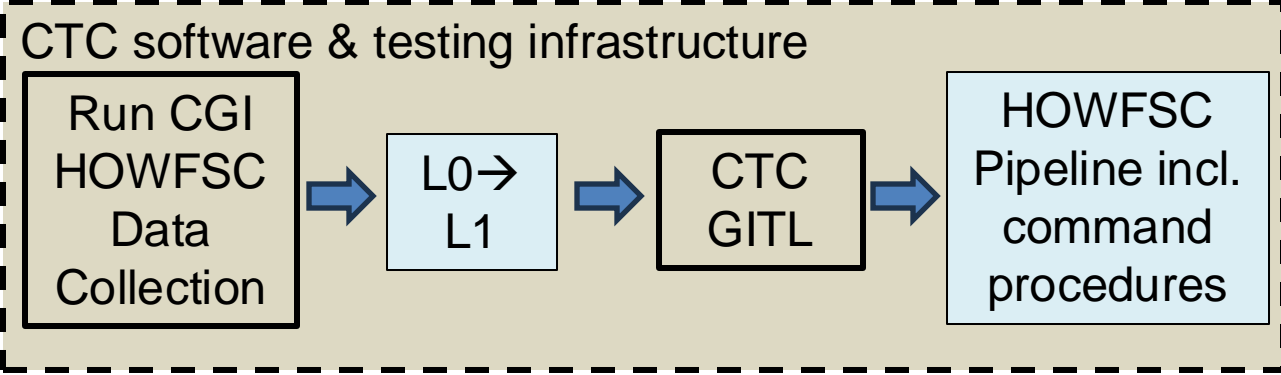 CTC software & testing infrastructure
Run CGI
HOWFSC
Data
Collection
L0→
L1
CTC
GITL
HOWFSC
Pipeline incl.
command
procedures